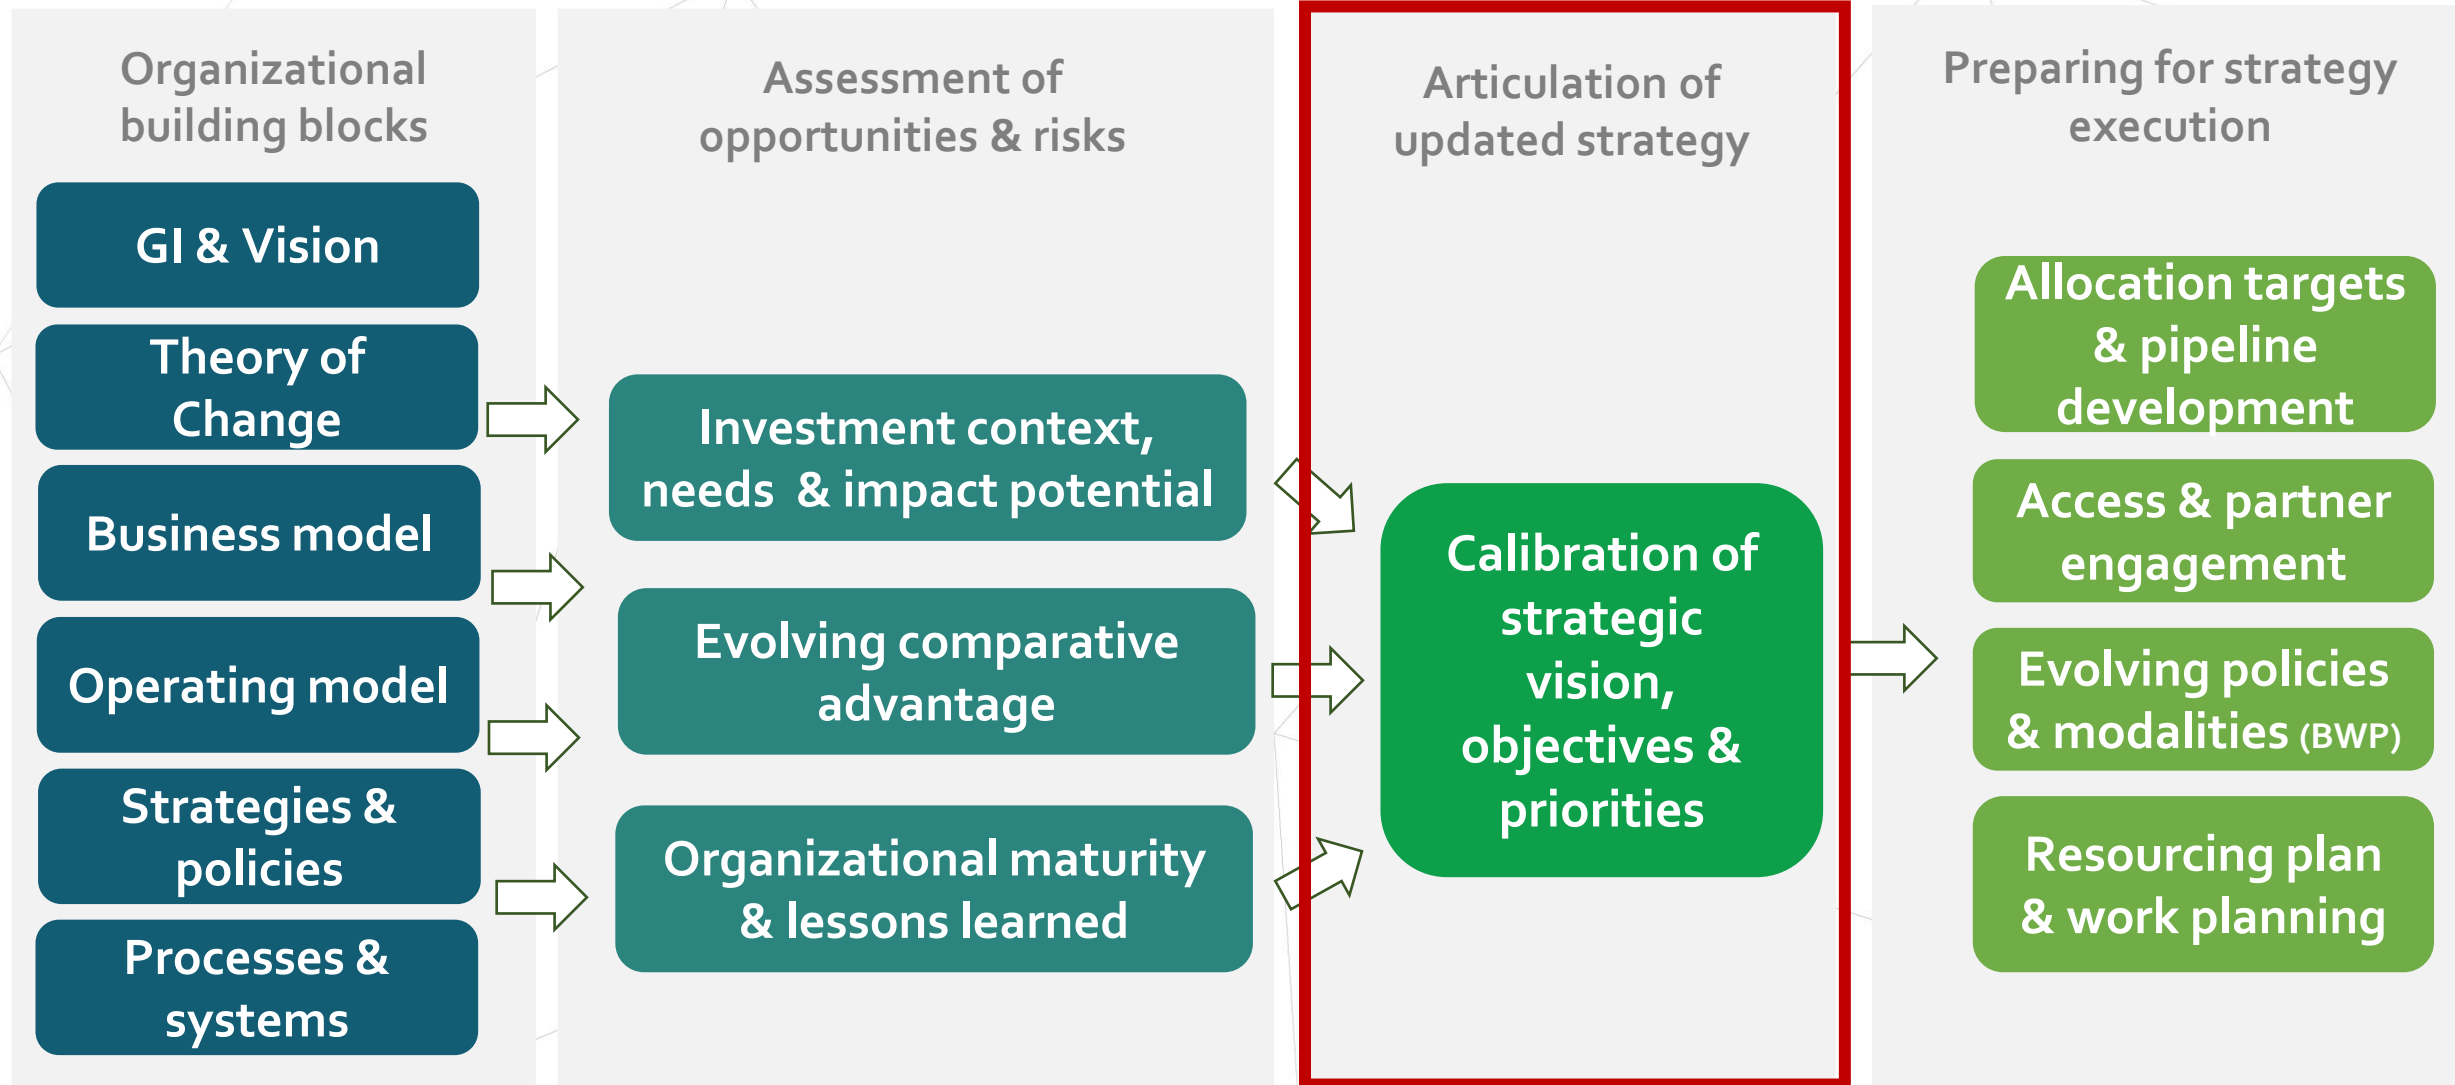 Organizational
building blocks
GI & Vision
Theory of
Change
Business model
Operating model
Strategies &
policies
Processes &
systems
Assessment of
opportunities & risks
Investment context,
needs & impact potential
Evolving comparative
advantage
Organizational maturity
& lessons learned
Articulation of
updated strategy
Calibration of
strategic
vision,
objectives &
priorities
Preparing for strategy
execution
Allocation targets
& pipeline
development
Access & partner
engagement
Evolving policies
& modalities (BWP)
Resourcing plan
& work planning